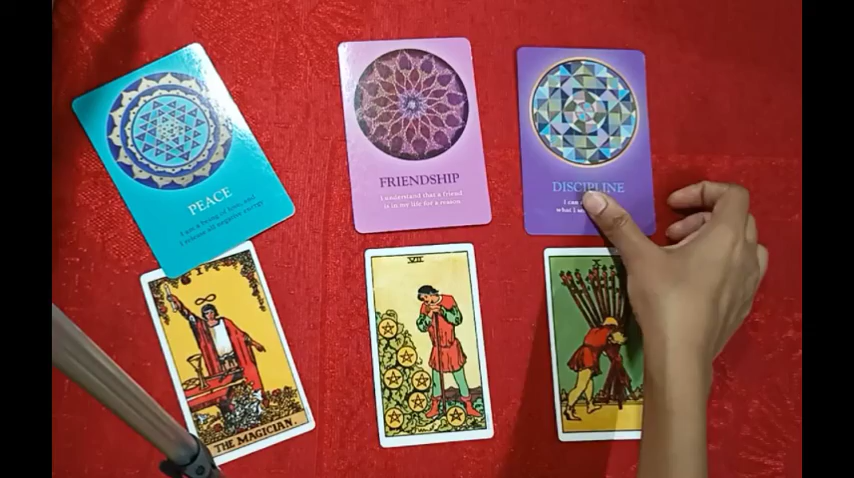 PEACE
I am a being of love, and
I release all negative energy
FRIENDSHIP
I understand that a friend
is in my life for a reason
DISCIPLINE
I can
what I
I
THE MAGICIAN.
VII
X